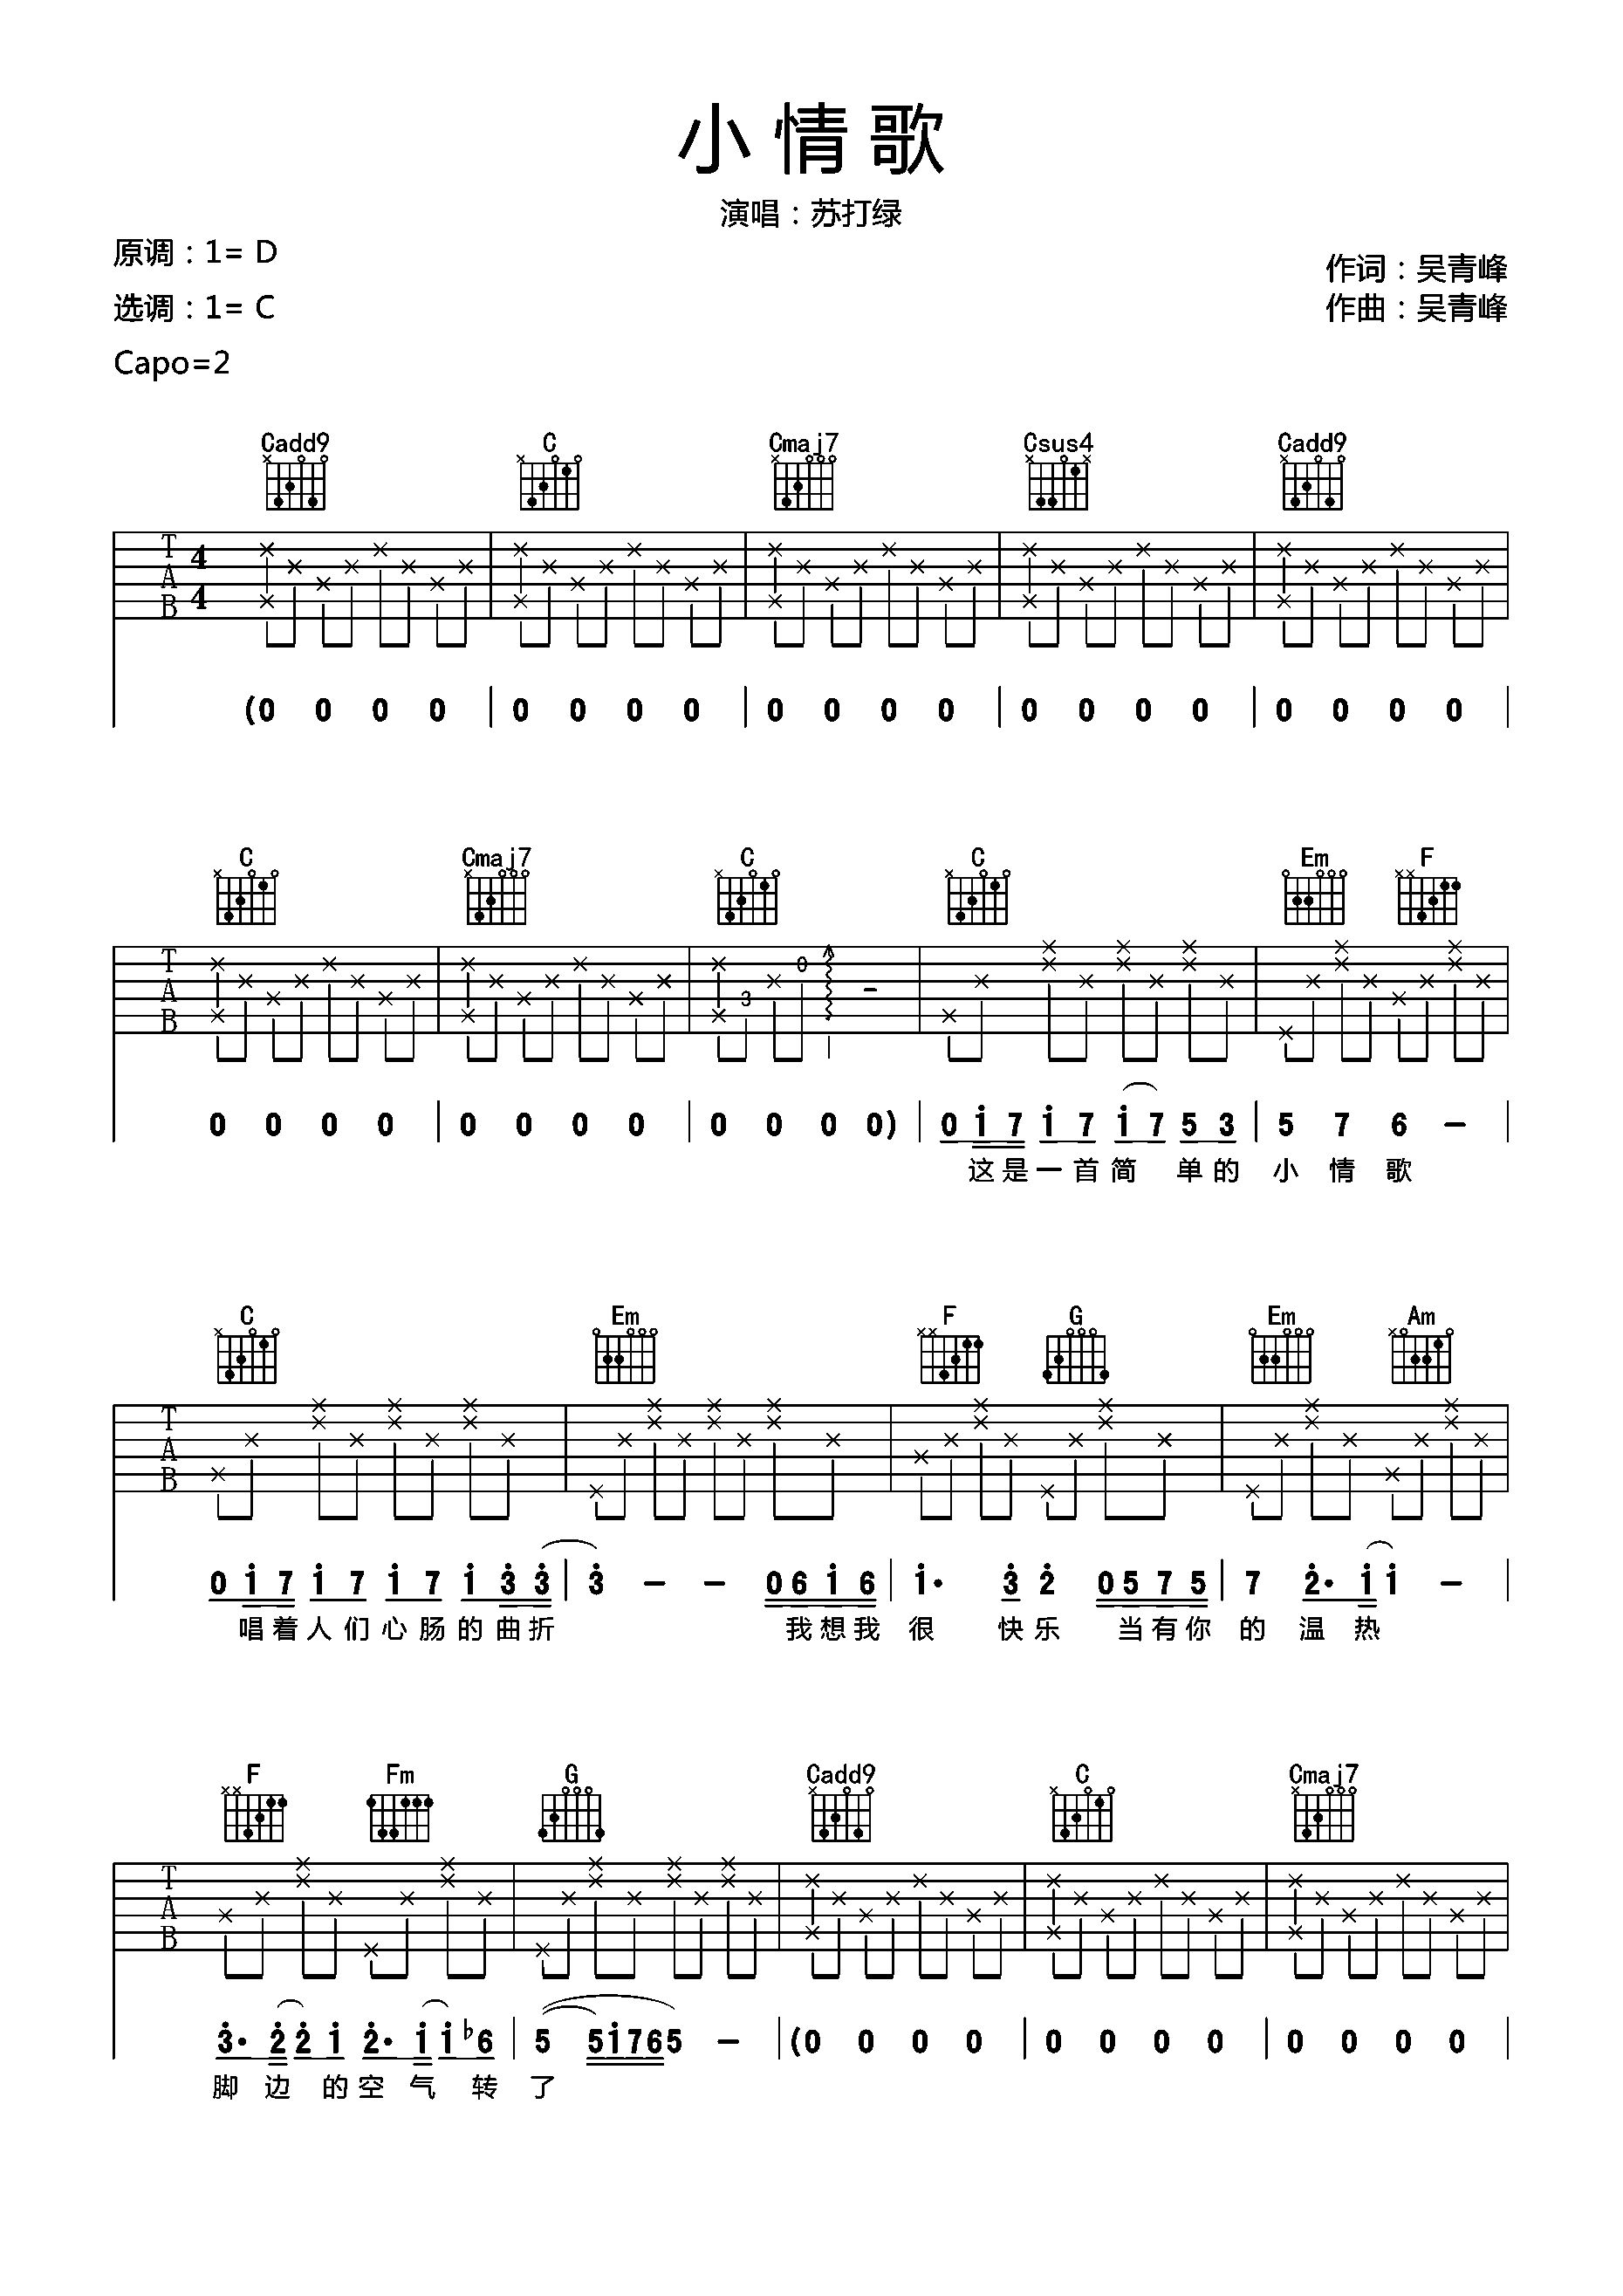 小情歌
演唱：苏打绿
原调：1= D
作词：吴青峰
选调：1= C
作曲：吴青峰
Capo=2
Cadd9 C Cmaj7 Csus4 Cadd9
T A B 4 4
(0 0 0 0 | 0 0 0 0 | 0 0 0 0 | 0 0 0 0 | 0 0 0 0 |
C Cmaj7 C C Em F
T A B 3 0
0 0 0 0 | 0 0 0 0 | 0 0 0 0) | 0 i 7 i 7 i 7 5 3 | 5 7 6 – |
这是一首简单的小情歌
C Em F G Em Am
T A B
0 i 7 i 7 i 7 i 3̇ 3̇ | 3̇ – – 0 6 i 6 | i· 3̇ 2̇ 0 5 7 5 | 7 2̇· i i – |
唱着人们心肠的曲折 我想我很快乐 当有你的温热
F Fm G Cadd9 C Cmaj7
T A B
3̇· 2̇ 2̇ i 2̇· i i ♭6 | 5 5 i 7 6 5 – | (0 0 0 0 | 0 0 0 0 | 0 0 0 0 |
脚边的空气转了